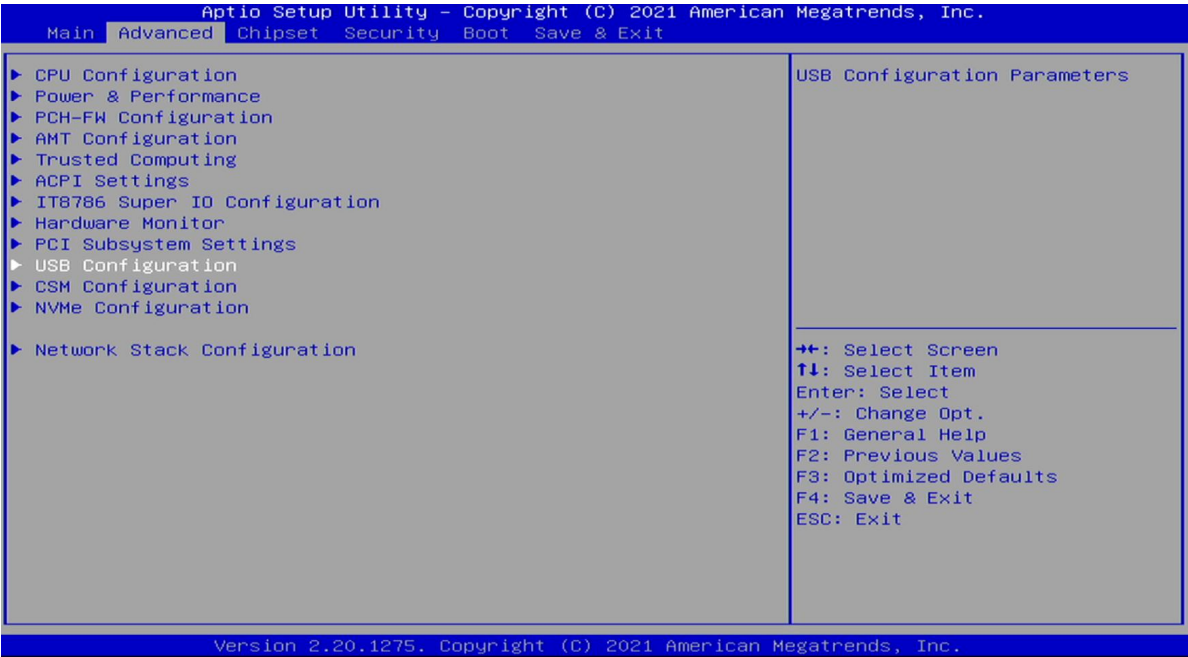 Aptio Setup Utility – Copyright (C) 2021 American Megatrends, Inc.
Main Advanced Chipset Security Boot Save & Exit
► CPU Configuration
► Power & Performance
► PCH-FW Configuration
► AMT Configuration
► Trusted Computing
► ACPI Settings
► IT8786 Super IO Configuration
► Hardware Monitor
► PCI Subsystem Settings
► USB Configuration
► CSM Configuration
► NVMe Configuration
► Network Stack Configuration
USB Configuration Parameters
→←: Select Screen
↑↓: Select Item
Enter: Select
+/-: Change Opt.
F1: General Help
F2: Previous Values
F3: Optimized Defaults
F4: Save & Exit
ESC: Exit
Version 2.20.1275. Copyright (C) 2021 American Megatrends, Inc.